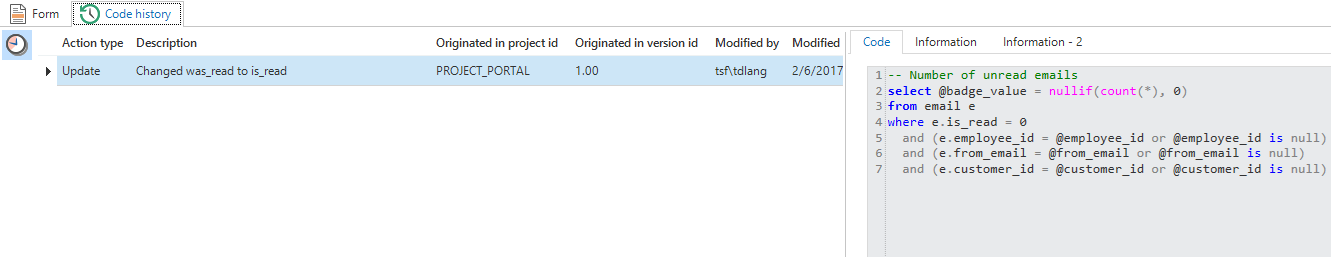 Form Code history
Action type Description Originated in project id Originated in version id Modified by Modified
Update Changed was_read to is_read PROJECT_PORTAL 1.00 tsf\tdlang 2/6/2017
Code Information Information - 2
1 -- Number of unread emails
2 select @badge_value = nullif(count(*), 0)
3 from email e
4 where e.is_read = 0
5 and (e.employee_id = @employee_id or @employee_id is null)
6 and (e.from_email = @from_email or @from_email is null)
7 and (e.customer_id = @customer_id or @customer_id is null)